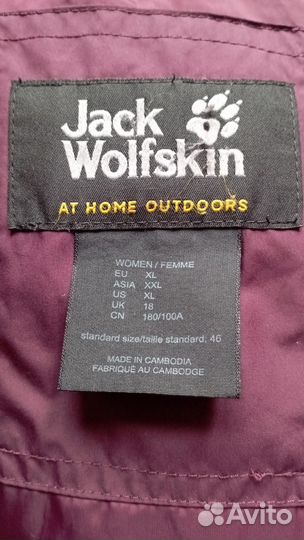 Jack
Wolfskin
AT HOME OUTDOORS
WOMEN / FEMME
EU XL
ASIA XXL
US XL
UK 18
CN 180/100A
standard size/taille standard; 46
MADE IN CAMBODIA
FABRIQUÉ AU CAMBODGE
Avito